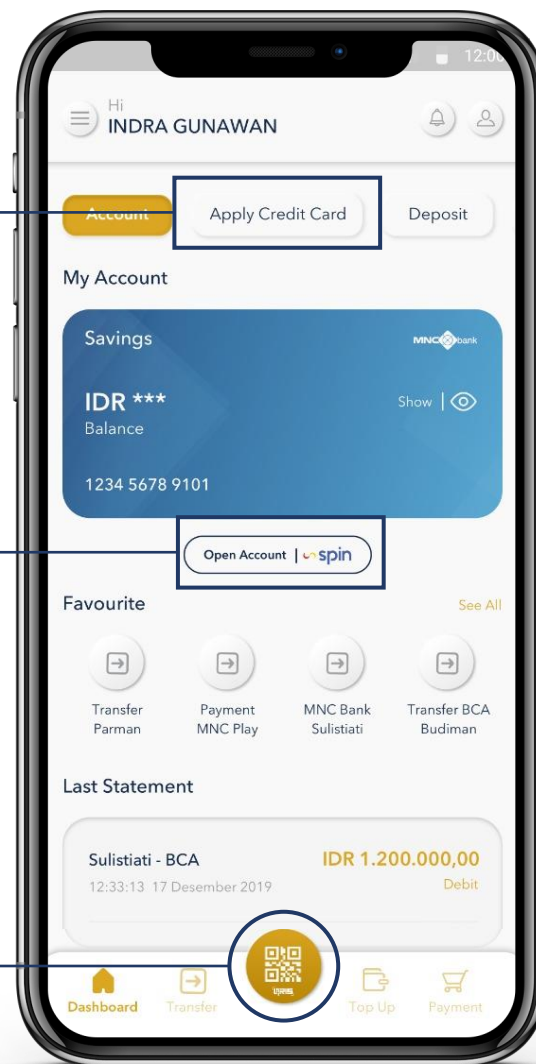 12:00
Hi
INDRA GUNAWAN
Account
Apply Credit Card
Deposit
My Account
Savings
MNC bank
IDR ***
Show |
Balance
1234 5678 9101
Open Account | spin
Favourite
See All
Transfer Parman
Payment MNC Play
MNC Bank Sulistiati
Transfer BCA Budiman
Last Statement
Sulistiati - BCA
IDR 1.200.000,00
12:33:13 17 Desember 2019
Debit
Dashboard
Transfer
Top Up
Payment